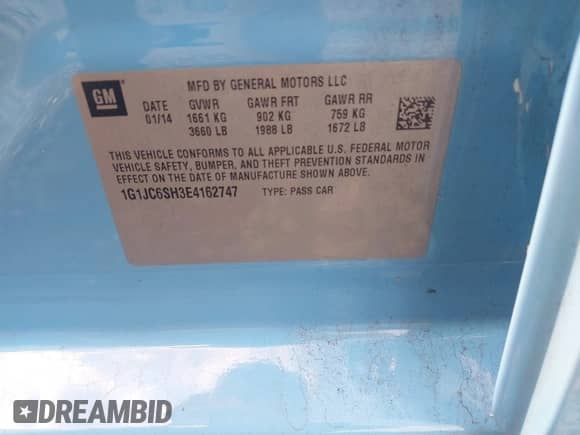 GM
MFD BY GENERAL MOTORS LLC
DATE GVWR GAWR FRT GAWR RR
01/14 1661 KG 902 KG 759 KG
3660 LB 1988 LB 1672 LB
THIS VEHICLE CONFORMS TO ALL APPLICABLE U.S. FEDERAL MOTOR
VEHICLE SAFETY, BUMPER, AND THEFT PREVENTION STANDARDS IN
EFFECT ON THE DATE OF MANUFACTURE SHOWN ABOVE.
1G1JC6SH3E4162747 TYPE: PASS CAR
DREAMBID